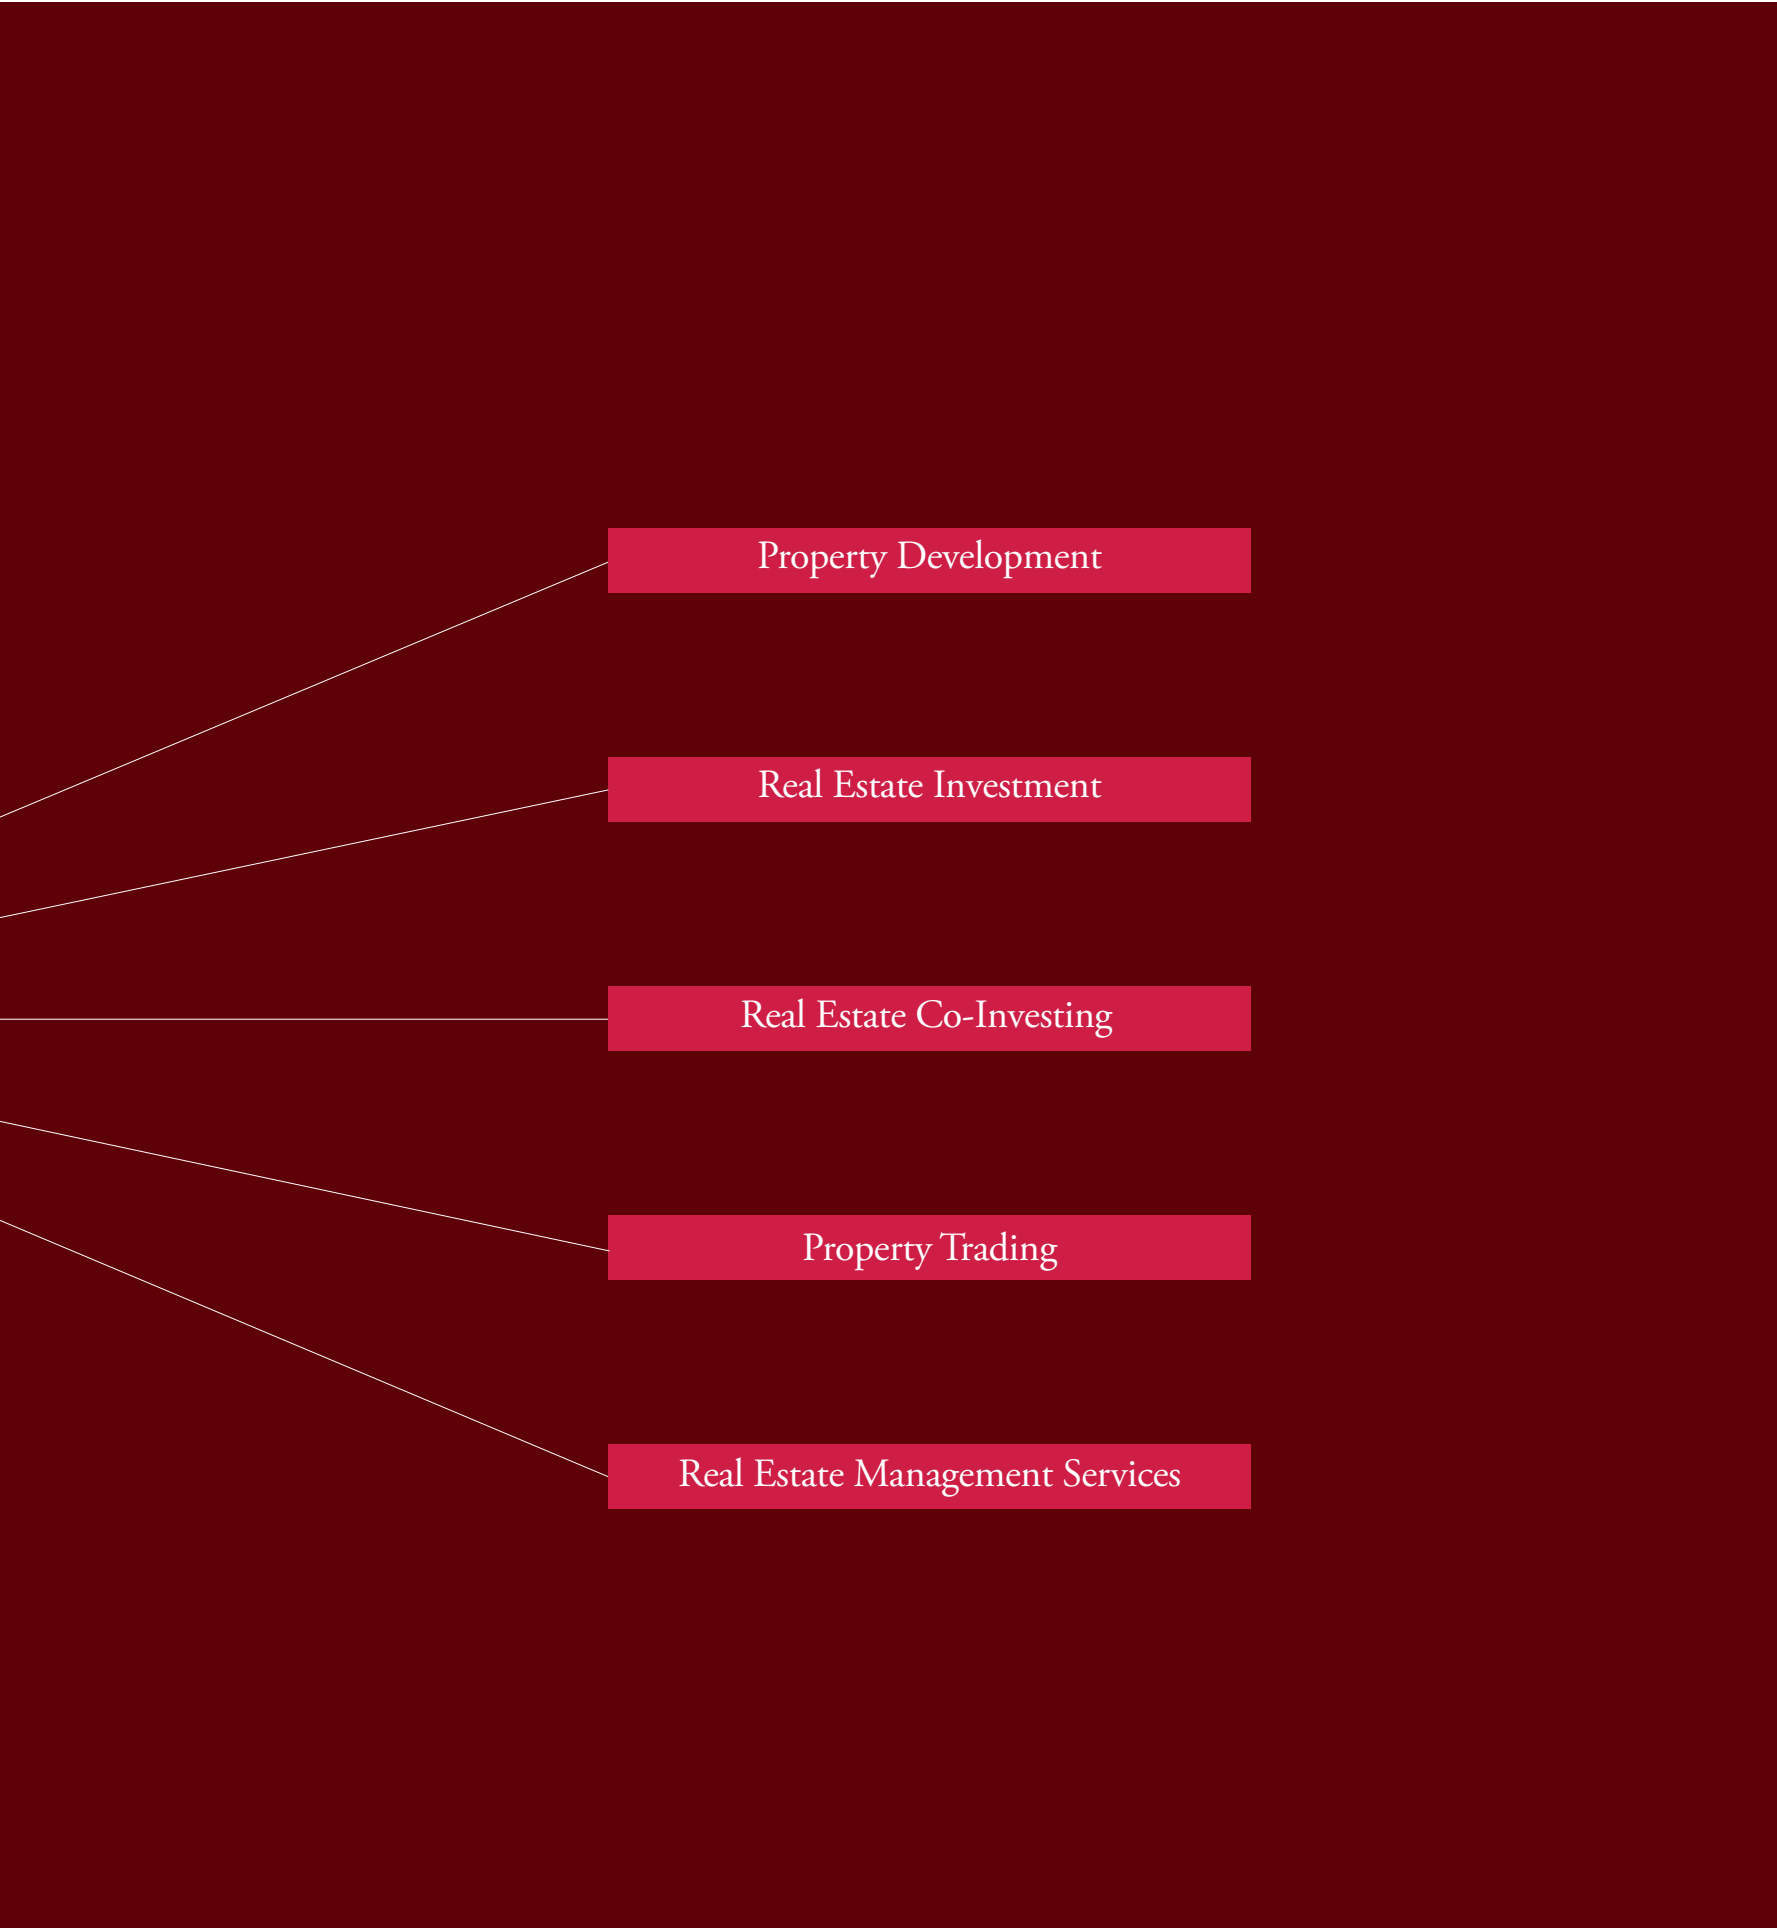 Property Development
Real Estate Investment
Real Estate Co-Investing
Property Trading
Real Estate Management Services